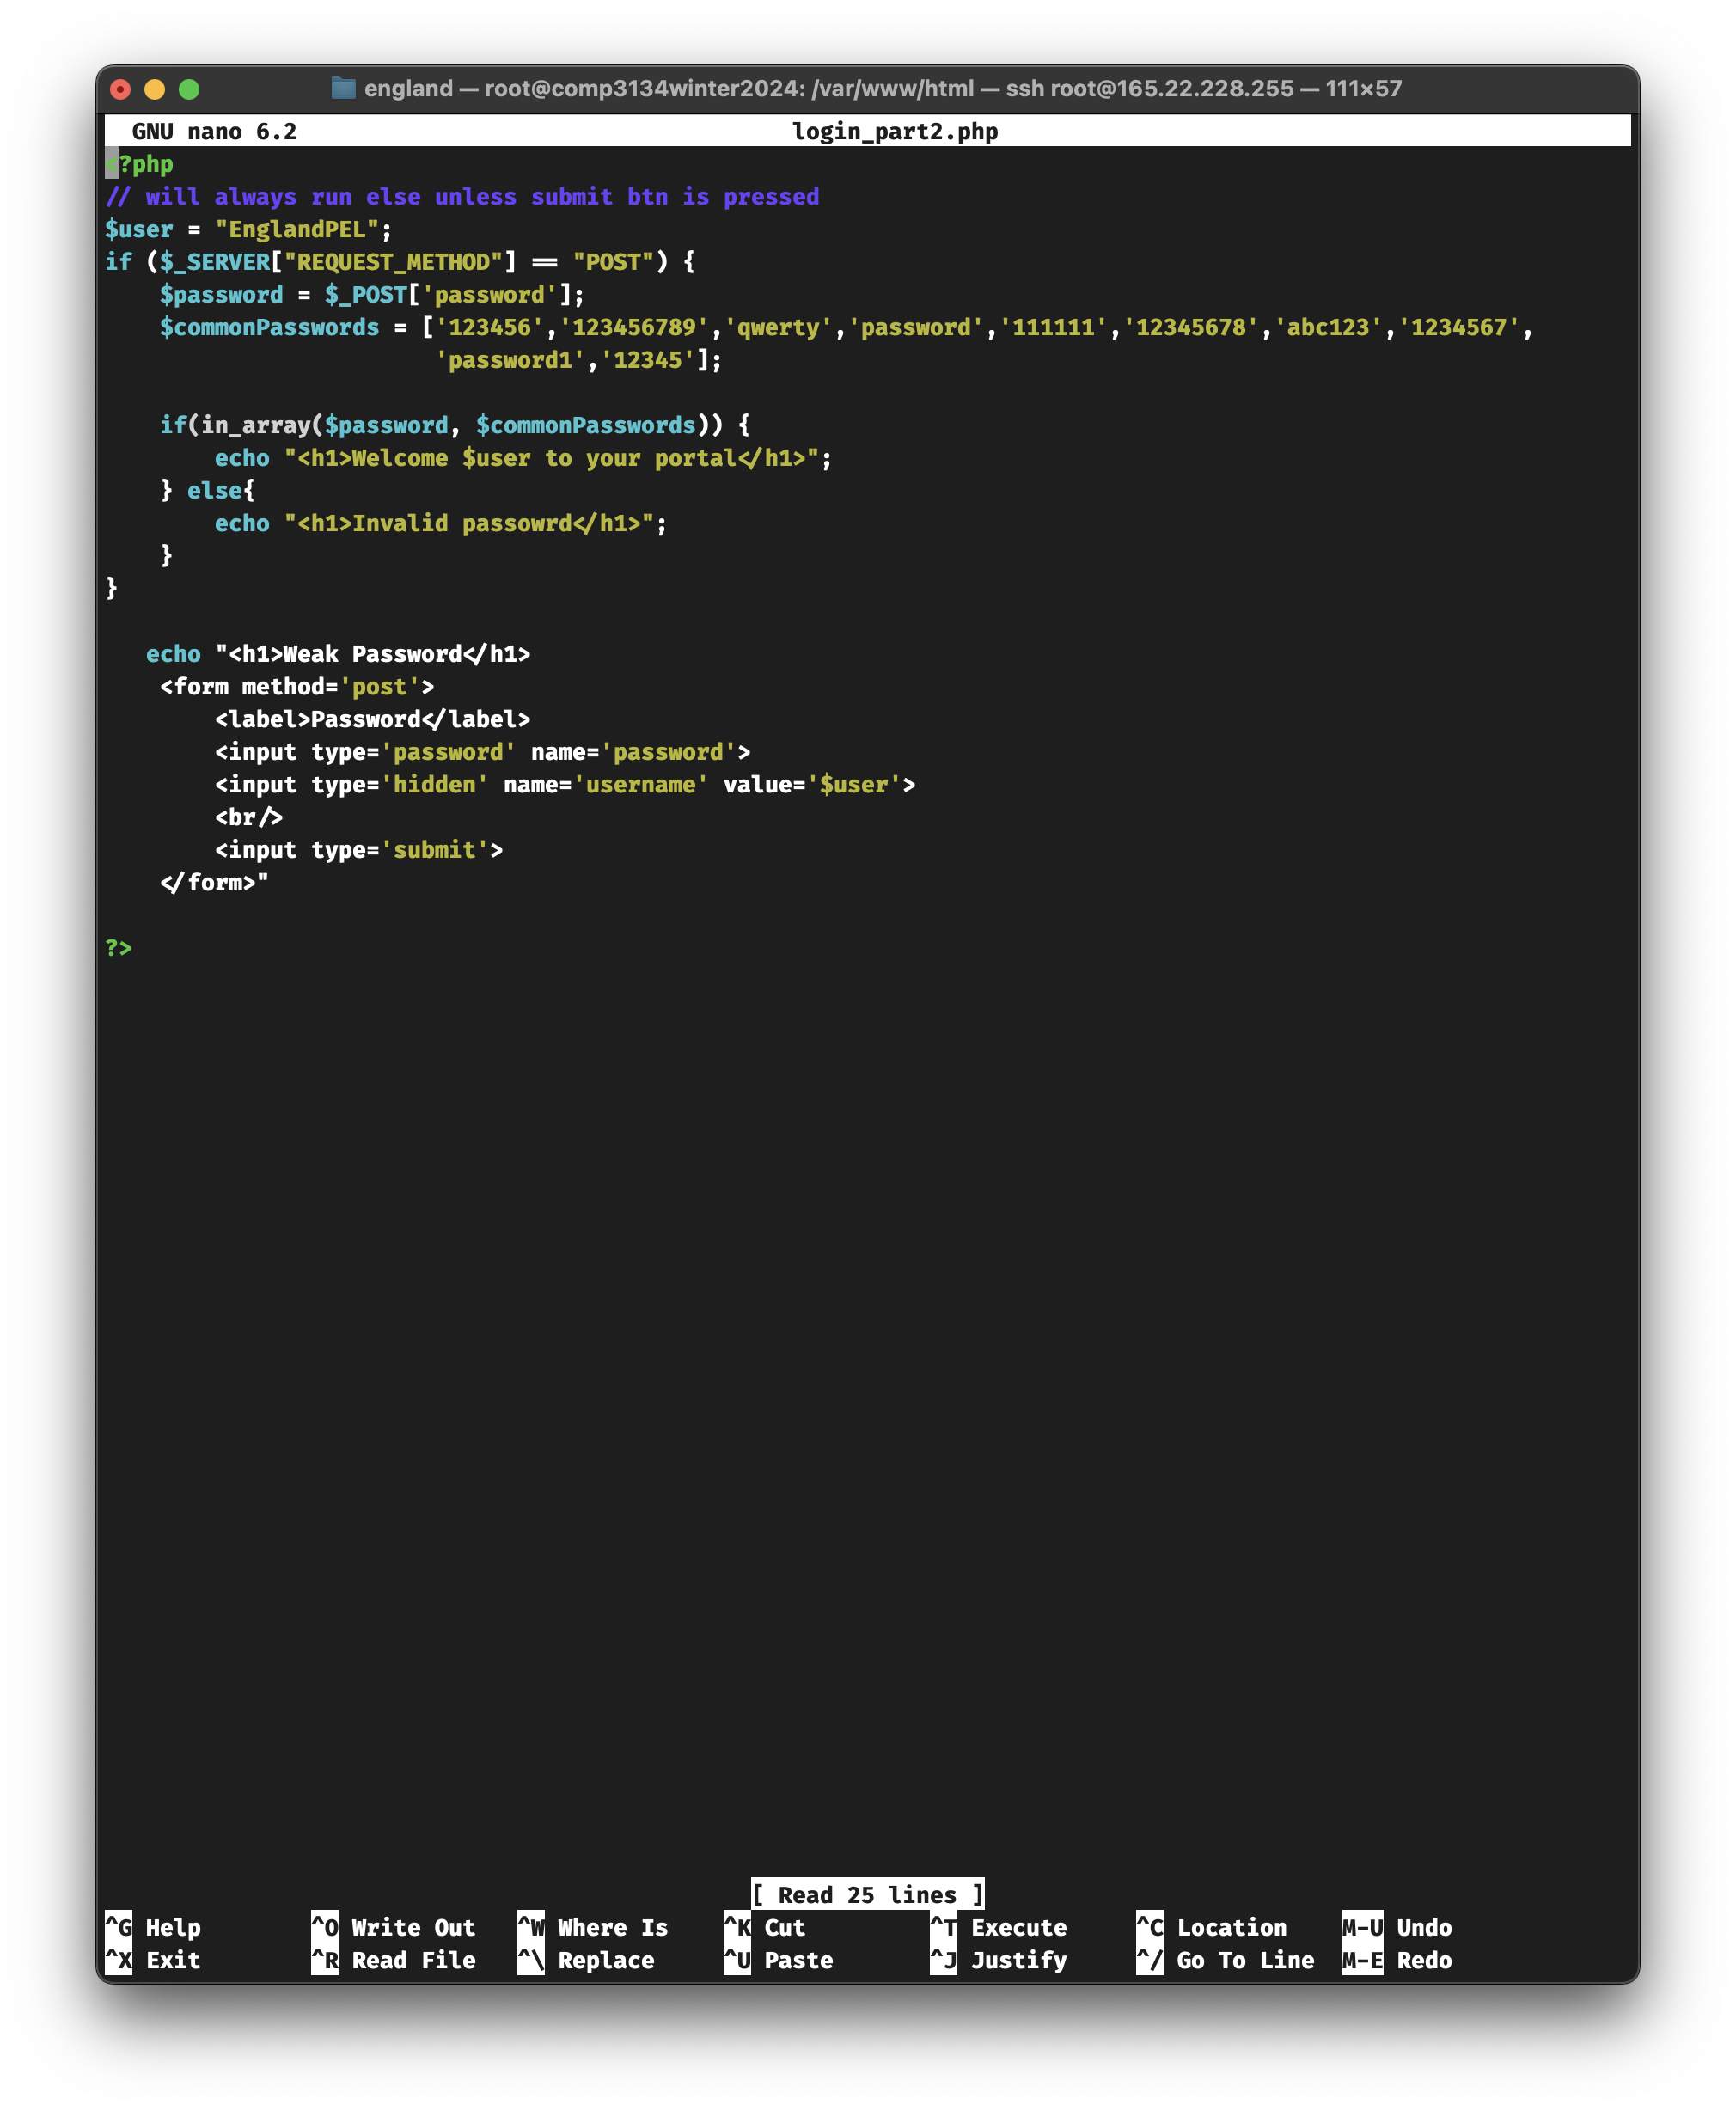 england — root@comp3134winter2024: /var/www/html — ssh root@165.22.228.255 — 111×57
GNU nano 6.2 login_part2.php
<?php
// will always run else unless submit btn is pressed
$user = "EnglandPEL";
if ($_SERVER["REQUEST_METHOD"] == "POST") {
    $password = $_POST['password'];
    $commonPasswords = ['123456','123456789','qwerty','password','111111','12345678','abc123','1234567',
                        'password1','12345'];

    if(in_array($password, $commonPasswords)) {
        echo "<h1>Welcome $user to your portal</h1>";
    } else{
        echo "<h1>Invalid passowrd</h1>";
    }
}

   echo "<h1>Weak Password</h1>
    <form method='post'>
        <label>Password</label>
        <input type='password' name='password'>
        <input type='hidden' name='username' value='$user'>
        <br/>
        <input type='submit'>
    </form>"

?>
[ Read 25 lines ]
^G Help ^O Write Out ^W Where Is ^K Cut ^T Execute ^C Location M-U Undo
^X Exit ^R Read File ^\ Replace ^U Paste ^J Justify ^/ Go To Line M-E Redo